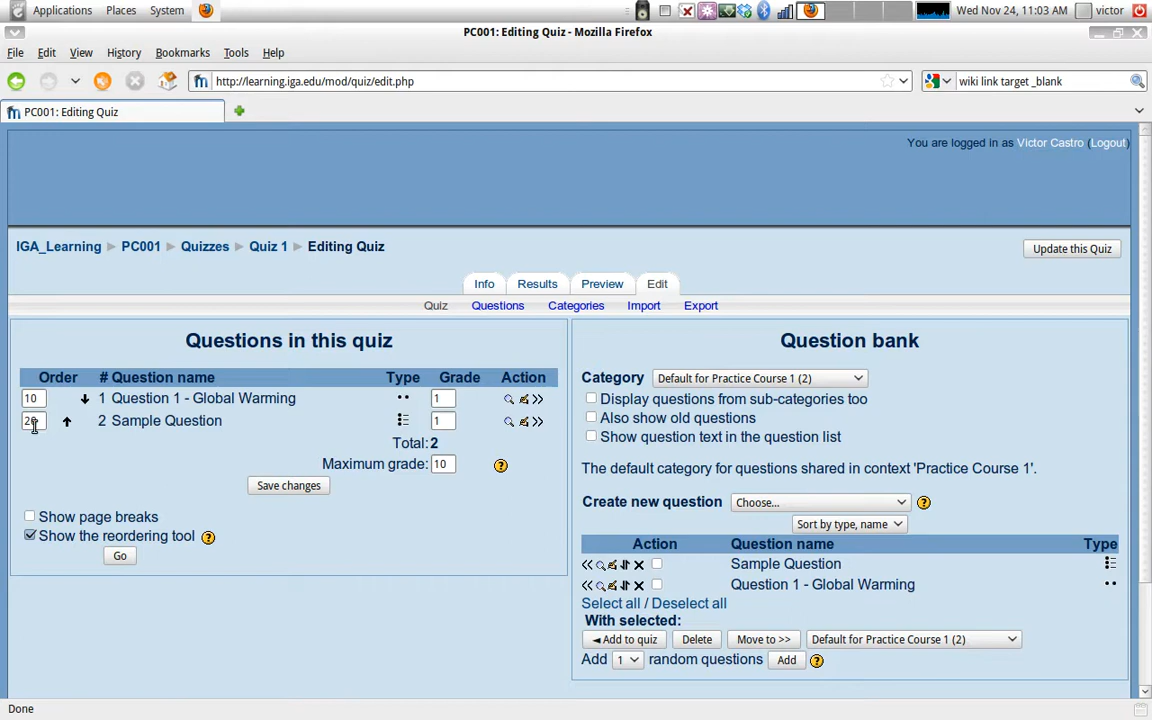 Applications Places System Wed Nov 24, 11:03 AM victor
PC001: Editing Quiz - Mozilla Firefox
File Edit View History Bookmarks Tools Help
http://learning.iga.edu/mod/quiz/edit.php wiki link target _blank
PC001: Editing Quiz
You are logged in as Victor Castro (Logout)
IGA_Learning ► PC001 ► Quizzes ► Quiz 1 ► Editing Quiz Update this Quiz
Info Results Preview Edit
Quiz Questions Categories Import Export
Questions in this quiz
Order # Question name Type Grade Action
10 1 Question 1 - Global Warming 1
2 Sample Question 1
Total: 2
Maximum grade: 10
Save changes
Show page breaks
Show the reordering tool
Go
Question bank
Category Default for Practice Course 1 (2)
Display questions from sub-categories too
Also show old questions
Show question text in the question list
The default category for questions shared in context 'Practice Course 1'.
Create new question Choose...
Sort by type, name
Action Question name Type
Sample Question
Question 1 - Global Warming
Select all / Deselect all
With selected:
◄ Add to quiz Delete Move to >> Default for Practice Course 1 (2)
Add 1 random questions Add
Done